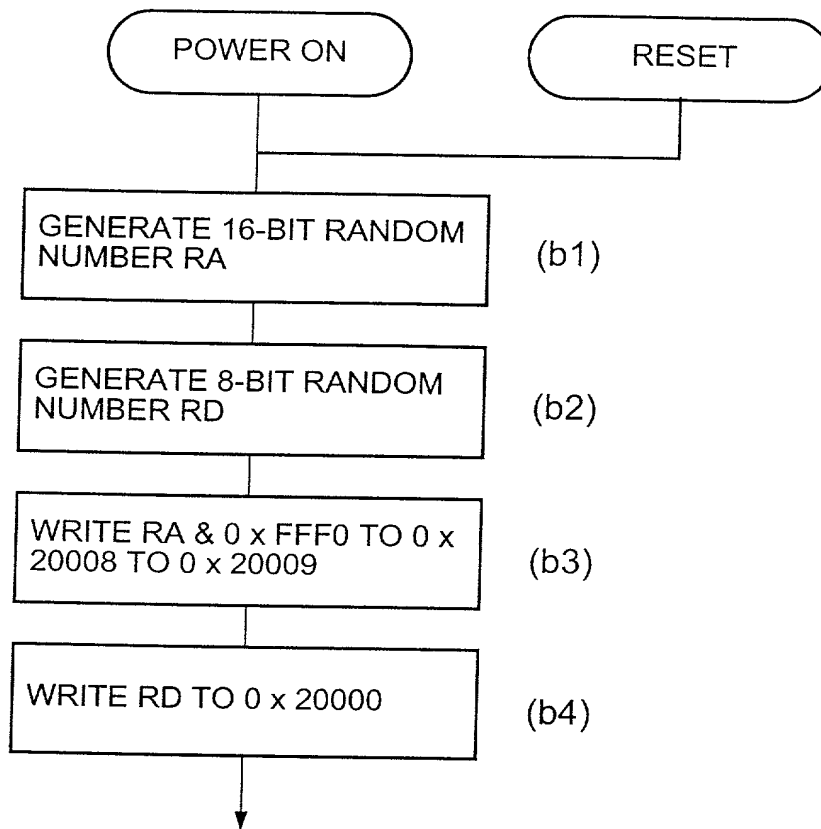 POWER ON
RESET
GENERATE 16-BIT RANDOM
NUMBER RA
(b1)
GENERATE 8-BIT RANDOM
NUMBER RD
(b2)
WRITE RA & 0 x FFF0 TO 0 x
20008 TO 0 x 20009
(b3)
WRITE RD TO 0 x 20000
(b4)